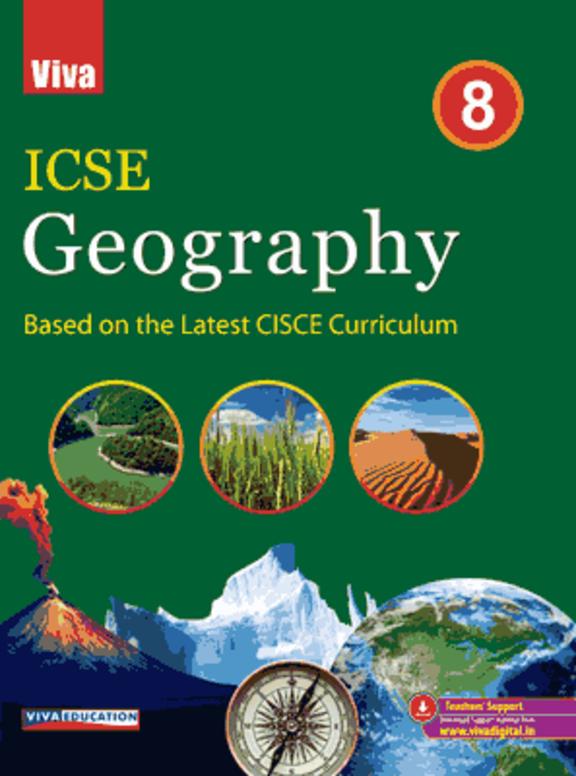 Viva
8
ICSE
Geography
Based on the Latest CISCE Curriculum
VIVA EDUCATION
Teachers' Support
www.vivadigital.in